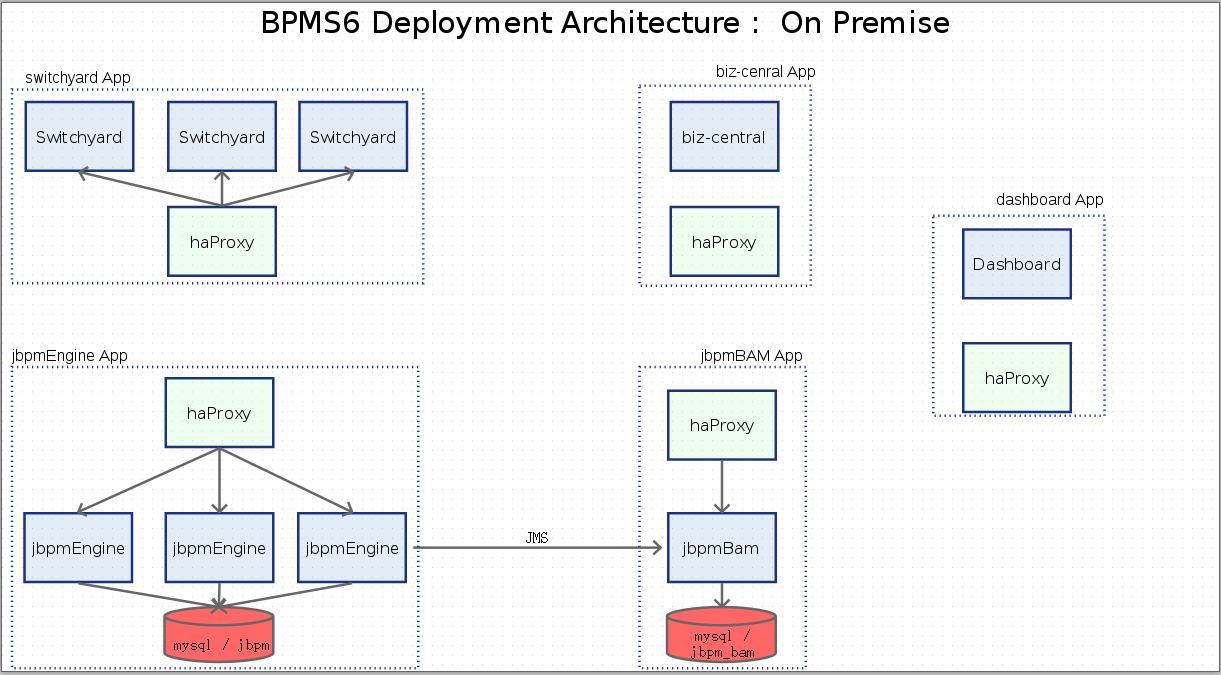 BPMS6 Deployment Architecture :  On Premise
switchyard App
Switchyard
Switchyard
Switchyard
haProxy
biz-cenral App
biz-central
haProxy
dashboard App
Dashboard
haProxy
jbpmEngine App
haProxy
jbpmEngine
jbpmEngine
jbpmEngine
mysql / jbpm
JMS
jbpmBAM App
haProxy
jbpmBam
mysql /
jbpm_bam